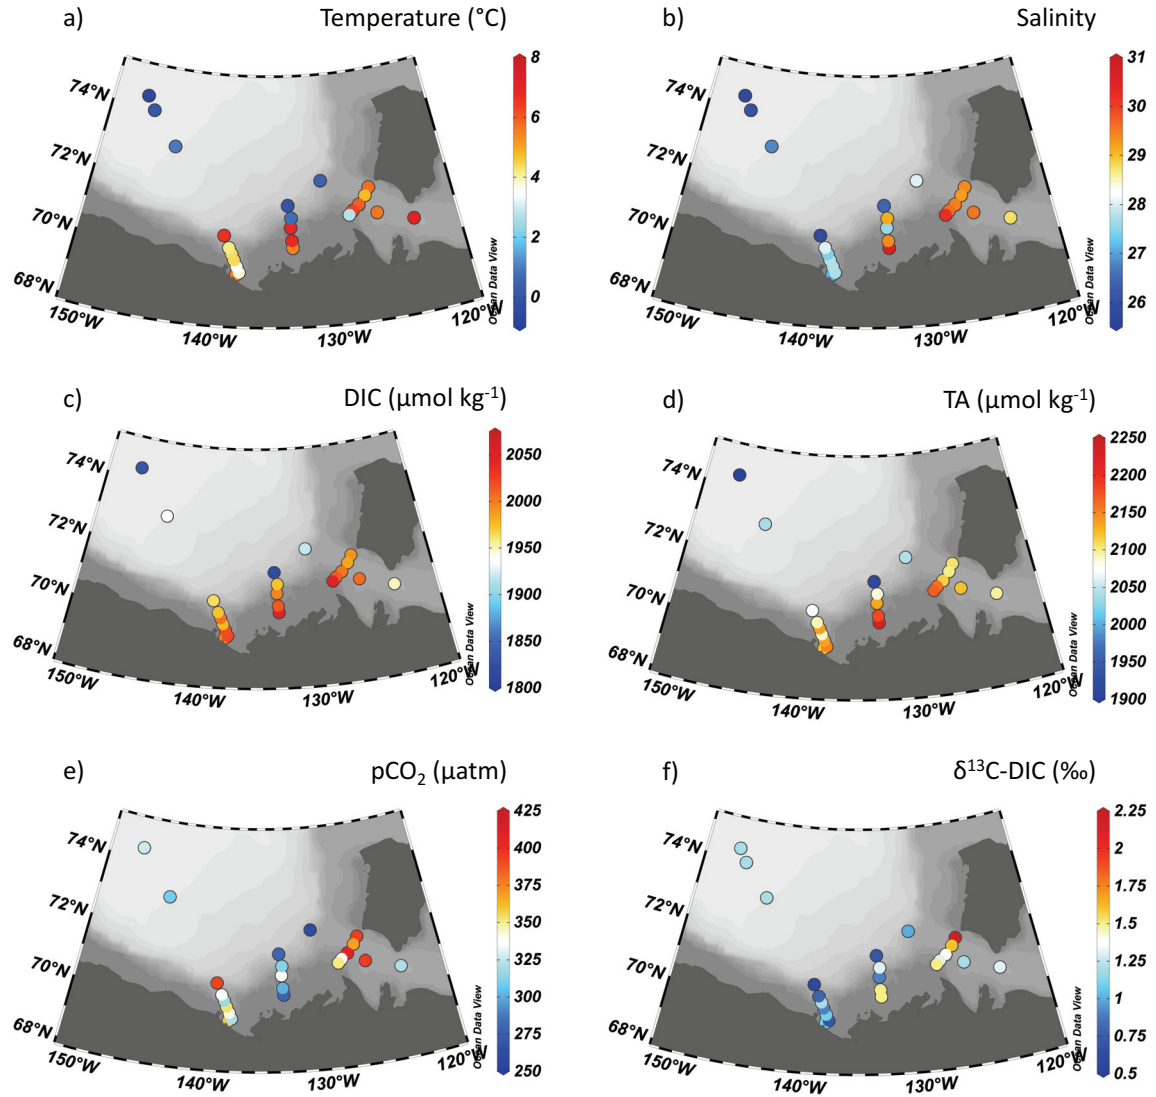 a) Temperature (°C)
8
6
4
2
0
74°N
72°N
70°N
68°N
150°W
140°W
130°W
120°W
Ocean Data View
b) Salinity
31
30
29
28
27
26
74°N
72°N
70°N
68°N
150°W
140°W
130°W
120°W
Ocean Data View
c) DIC (µmol kg⁻¹)
2050
2000
1950
1900
1850
1800
74°N
72°N
70°N
68°N
150°W
140°W
130°W
120°W
Ocean Data View
d) TA (µmol kg⁻¹)
2250
2200
2150
2100
2050
2000
1950
1900
74°N
72°N
70°N
68°N
150°W
140°W
130°W
120°W
Ocean Data View
e) pCO₂ (µatm)
425
400
375
350
325
300
275
250
74°N
72°N
70°N
68°N
150°W
140°W
130°W
120°W
Ocean Data View
f) δ¹³C-DIC (‰)
2.25
2
1.75
1.5
1.25
1
0.75
0.5
74°N
72°N
70°N
68°N
150°W
140°W
130°W
120°W
Ocean Data View